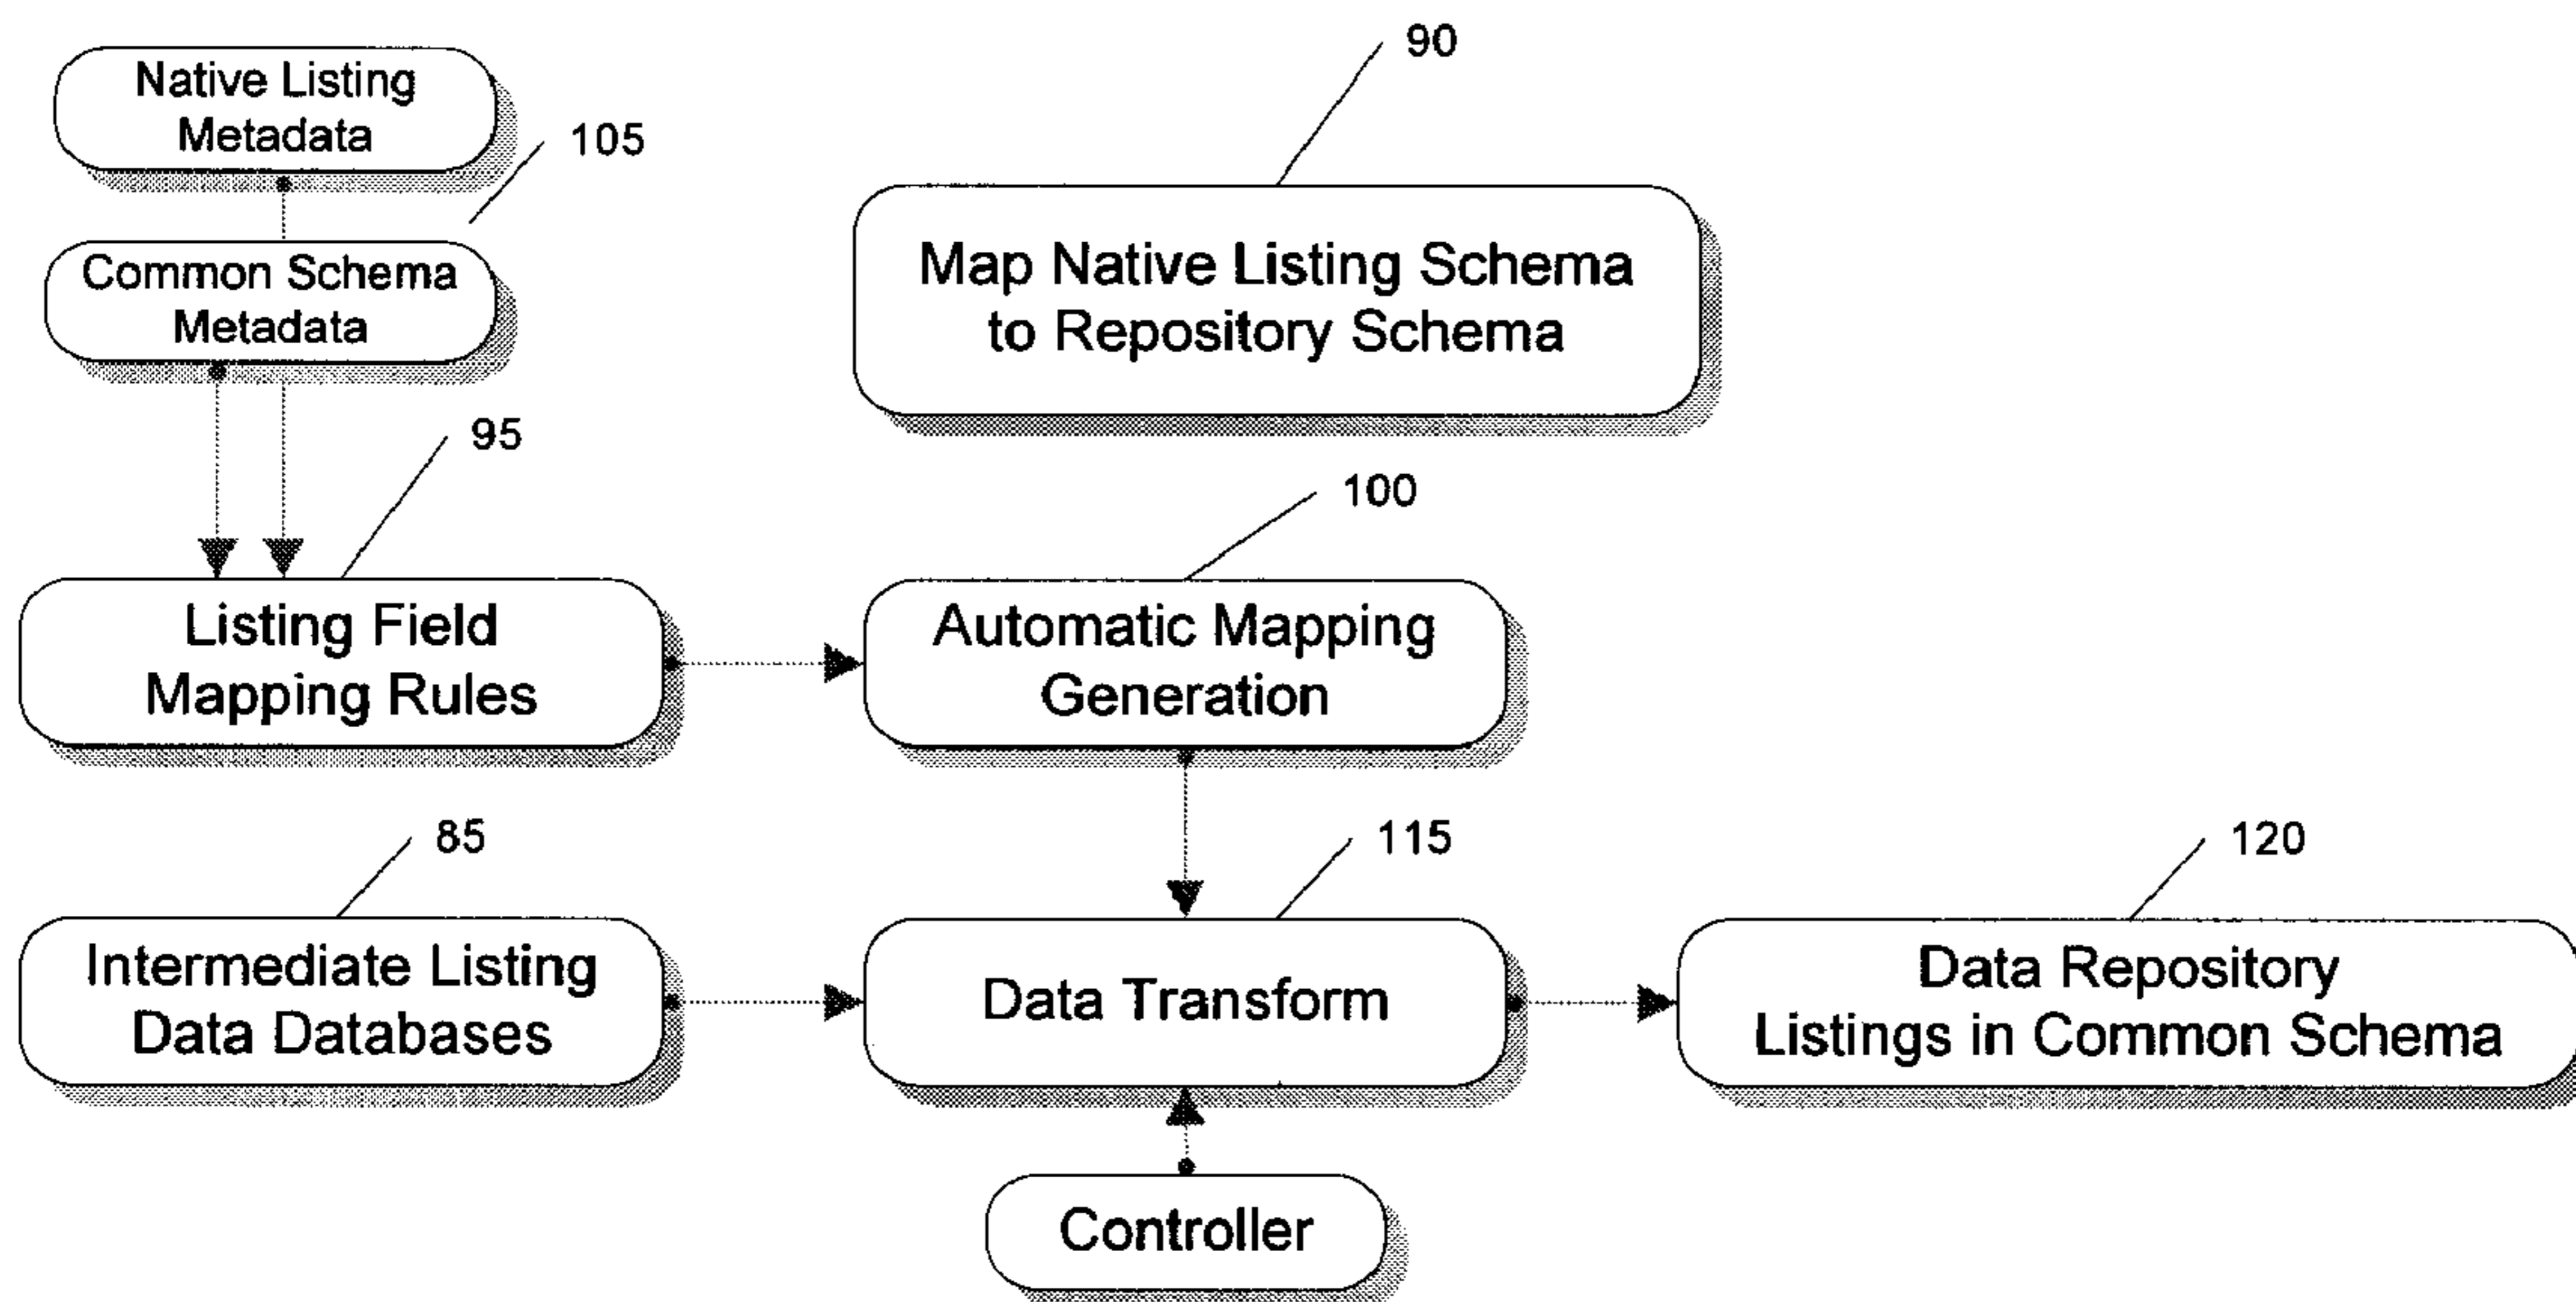 90
Native Listing
Metadata
105
Common Schema
Metadata
Map Native Listing Schema
to Repository Schema
95
100
Listing Field
Mapping Rules
Automatic Mapping
Generation
85
115
120
Intermediate Listing
Data Databases
Data Transform
Data Repository
Listings in Common Schema
Controller